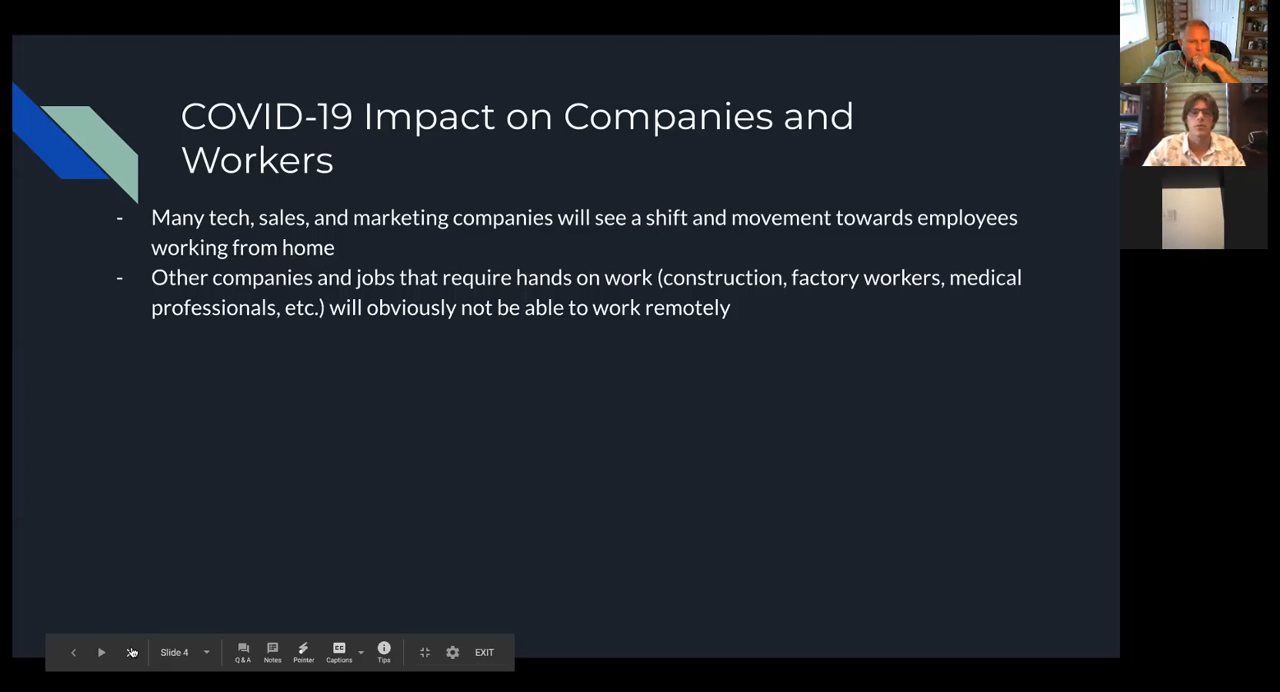 COVID-19 Impact on Companies and
Workers
- Many tech, sales, and marketing companies will see a shift and movement towards employees
working from home
- Other companies and jobs that require hands on work (construction, factory workers, medical
professionals, etc.) will obviously not be able to work remotely
Slide 4
Q & A
Notes
Pointer
CC
Captions
Tips
EXIT